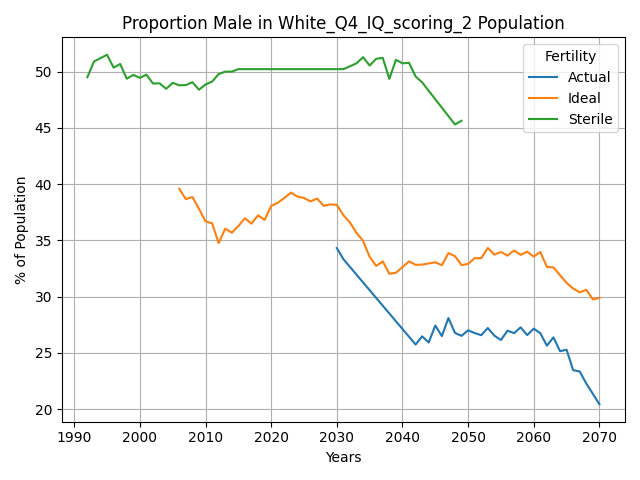 Proportion Male in White_Q4_IQ_scoring_2 Population
Fertility
Actual
Ideal
Sterile
% of Population
50
45
40
35
30
25
20
1990
2000
2010
2020
2030
2040
2050
2060
2070
Years